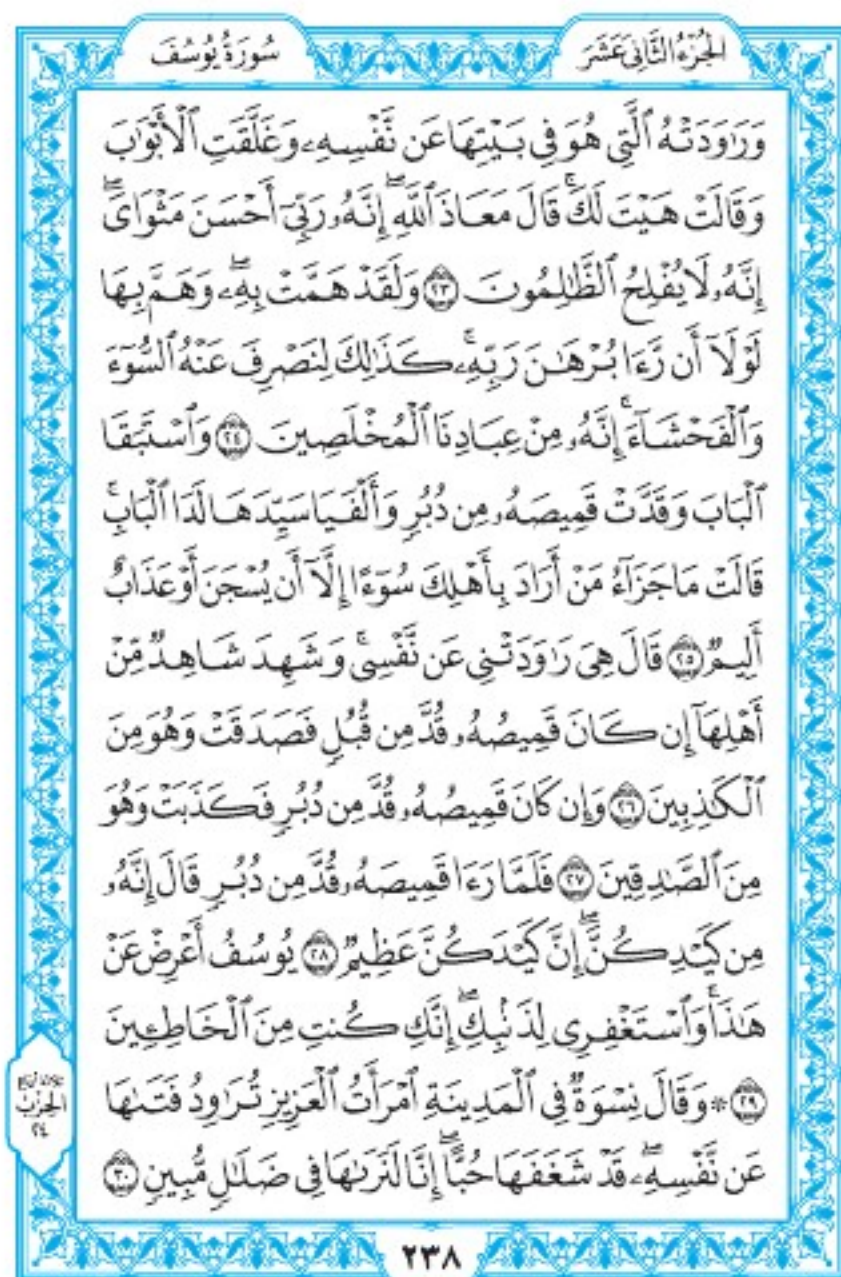 الجُزْءُ الثَّانِي عَشَرَ
سُورَةُ يُوسُفَ
وَرَٰوَدَتْهُ ٱلَّتِي هُوَ فِي بَيْتِهَا عَن نَّفْسِهِۦ وَغَلَّقَتِ ٱلْأَبْوَٰبَ
وَقَالَتْ هَيْتَ لَكَۚ قَالَ مَعَاذَ ٱللَّهِۖ إِنَّهُۥ رَبِّيٓ أَحْسَنَ مَثْوَايَۖ
إِنَّهُۥ لَا يُفْلِحُ ٱلظَّٰلِمُونَ ٢٣ وَلَقَدْ هَمَّتْ بِهِۦۖ وَهَمَّ بِهَا
لَوْلَآ أَن رَّءَا بُرْهَٰنَ رَبِّهِۦۚ كَذَٰلِكَ لِنَصْرِفَ عَنْهُ ٱلسُّوٓءَ
وَٱلْفَحْشَآءَۚ إِنَّهُۥ مِنْ عِبَادِنَا ٱلْمُخْلَصِينَ ٢٤ وَٱسْتَبَقَا
ٱلْبَابَ وَقَدَّتْ قَمِيصَهُۥ مِن دُبُرٍ وَأَلْفَيَا سَيِّدَهَا لَدَا ٱلْبَابِۚ
قَالَتْ مَا جَزَآءُ مَنْ أَرَادَ بِأَهْلِكَ سُوٓءًا إِلَّآ أَن يُسْجَنَ أَوْ عَذَابٌ
أَلِيمٌ ٢٥ قَالَ هِيَ رَٰوَدَتْنِي عَن نَّفْسِيۚ وَشَهِدَ شَاهِدٌ مِّنْ
أَهْلِهَآ إِن كَانَ قَمِيصُهُۥ قُدَّ مِن قُبُلٍ فَصَدَقَتْ وَهُوَ مِنَ
ٱلْكَٰذِبِينَ ٢٦ وَإِن كَانَ قَمِيصُهُۥ قُدَّ مِن دُبُرٍ فَكَذَبَتْ وَهُوَ
مِنَ ٱلصَّٰدِقِينَ ٢٧ فَلَمَّا رَءَا قَمِيصَهُۥ قُدَّ مِن دُبُرٍ قَالَ إِنَّهُۥ
مِن كَيْدِكُنَّۖ إِنَّ كَيْدَكُنَّ عَظِيمٌ ٢٨ يُوسُفُ أَعْرِضْ عَنْ
هَٰذَاۚ وَٱسْتَغْفِرِي لِذَنۢبِكِۖ إِنَّكِ كُنتِ مِنَ ٱلْخَاطِـِٔينَ
٢٩ ۞ وَقَالَ نِسْوَةٌ فِي ٱلْمَدِينَةِ ٱمْرَأَتُ ٱلْعَزِيزِ تُرَٰوِدُ فَتَىٰهَا
عَن نَّفْسِهِۦۖ قَدْ شَغَفَهَا حُبًّاۖ إِنَّا لَنَرَىٰهَا فِي ضَلَٰلٍ مُّبِينٍ ٣٠
الحِزْبُ
٢٤
٢٣٨